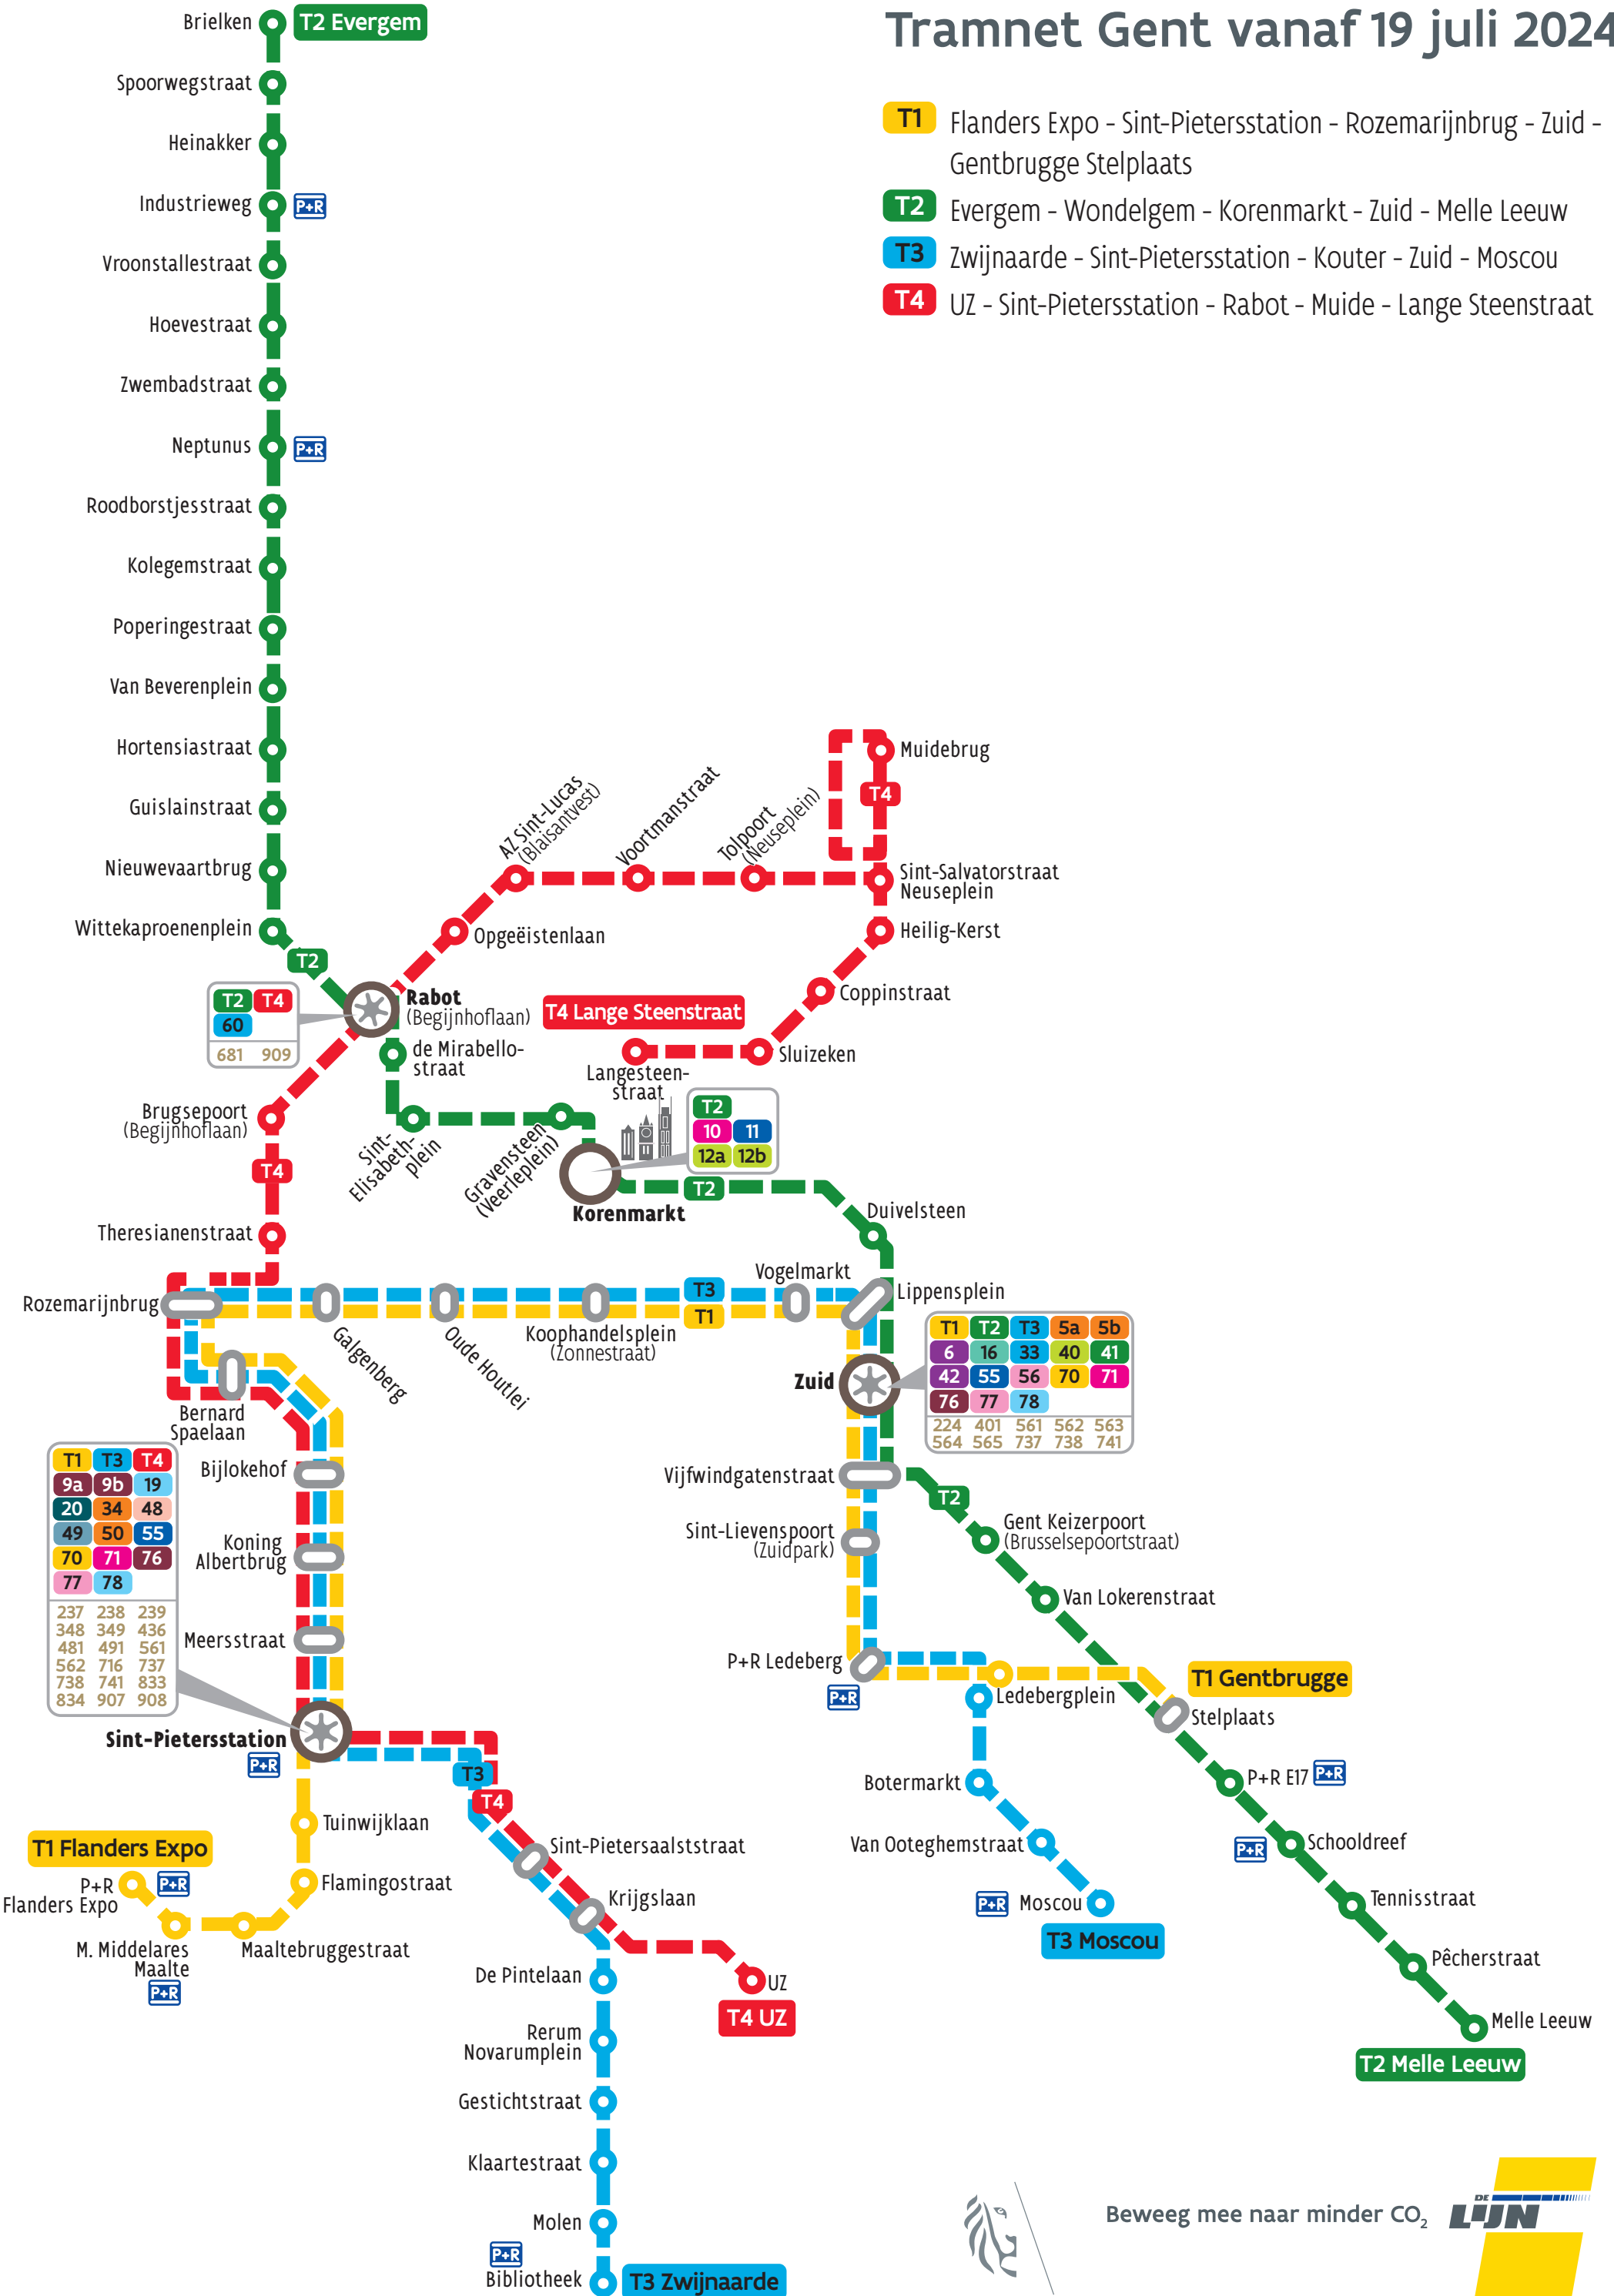 Tramnet Gent vanaf 19 juli 2024
T1 Flanders Expo - Sint-Pietersstation - Rozemarijnbrug - Zuid -
Gentbrugge Stelplaats
T2 Evergem - Wondelgem - Korenmarkt - Zuid - Melle Leeuw
T3 Zwijnaarde - Sint-Pietersstation - Kouter - Zuid - Moscou
T4 UZ - Sint-Pietersstation - Rabot - Muide - Lange Steenstraat
Brielken
T2 Evergem
Spoorwegstraat
Heinakker
Industrieweg
P+R
Vroonstallestraat
Hoevestraat
Zwembadstraat
Neptunus
P+R
Roodborstjesstraat
Kolegemstraat
Poperingestraat
Van Beverenplein
Hortensiastraat
Guislainstraat
Nieuwevaartbrug
Wittekaproenenplein
T2
T2 T4
60
681 909
Rabot
(Begijnhoflaan)
Opgeëistenlaan
AZ Sint-Lucas
(Blaisantvest)
Voortmanstraat
Tolpoort
(Neuseplein)
Muidebrug
T4
Sint-Salvatorstraat
Neuseplein
Heilig-Kerst
Coppinstraat
Sluizeken
T4 Lange Steenstraat
Langesteen-
straat
de Mirabello-
straat
Sint-
Elisabeth-
plein
Gravensteen
(Veerleplein)
T2
10 11
12a 12b
Korenmarkt
T2
Duivelsteen
Brugsepoort
(Begijnhoflaan)
T4
Theresianenstraat
Rozemarijnbrug
Galgenberg
Oude Houtlei
Koophandelsplein
(Zonnestraat)
T3
T1
Vogelmarkt
Lippensplein
Zuid
T1 T2 T3 5a 5b
6 16 33 40 41
42 55 56 70 71
76 77 78
224 401 561 562 563
564 565 737 738 741
Bernard
Spaelaan
Bijlokehof
Koning
Albertbrug
Meersstraat
T1 T3 T4
9a 9b 19
20 34 48
49 50 55
70 71 76
77 78
237 238 239
348 349 436
481 491 561
562 716 737
738 741 833
834 907 908
Sint-Pietersstation
P+R
Vijfwindgatenstraat
Sint-Lievenspoort
(Zuidpark)
P+R Ledeberg
P+R
T2
Gent Keizerpoort
(Brusselsepoortstraat)
Van Lokerenstraat
T1 Gentbrugge
Stelplaats
Ledebergplein
Botermarkt
Van Ooteghemstraat
P+R
Moscou
T3 Moscou
P+R E17
P+R
Schooldreef
P+R
Tennisstraat
Pêcherstraat
Melle Leeuw
T2 Melle Leeuw
Tuinwijklaan
Flamingostraat
Maaltebruggestraat
T1 Flanders Expo
P+R
Flanders Expo
P+R
M. Middelares
Maalte
P+R
T3
T4
Sint-Pietersaalststraat
Krijgslaan
UZ
T4 UZ
De Pintelaan
Rerum
Novarumplein
Gestichtstraat
Klaartestraat
Molen
P+R
Bibliotheek
T3 Zwijnaarde
Beweeg mee naar minder CO₂
DE
LIJN